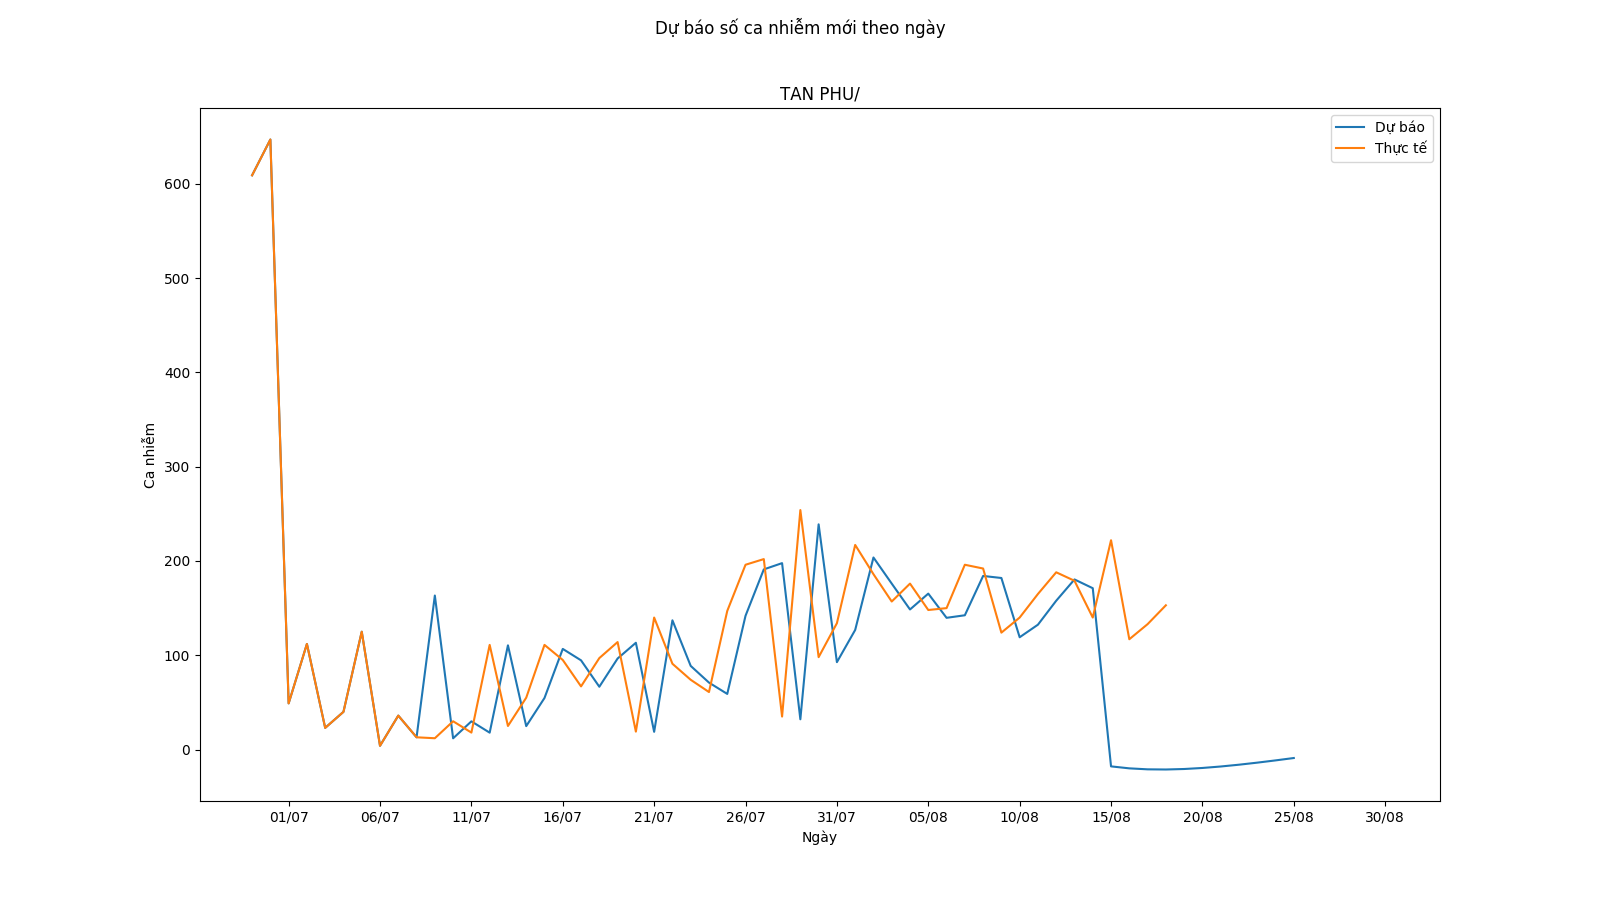 Dự báo số ca nhiễm mới theo ngày
TAN PHU/
Dự báo
Thực tế
600
500
400
300
200
100
0
Ca nhiễm
01/07 06/07 11/07 16/07 21/07 26/07 31/07 05/08 10/08 15/08 20/08 25/08 30/08
Ngày